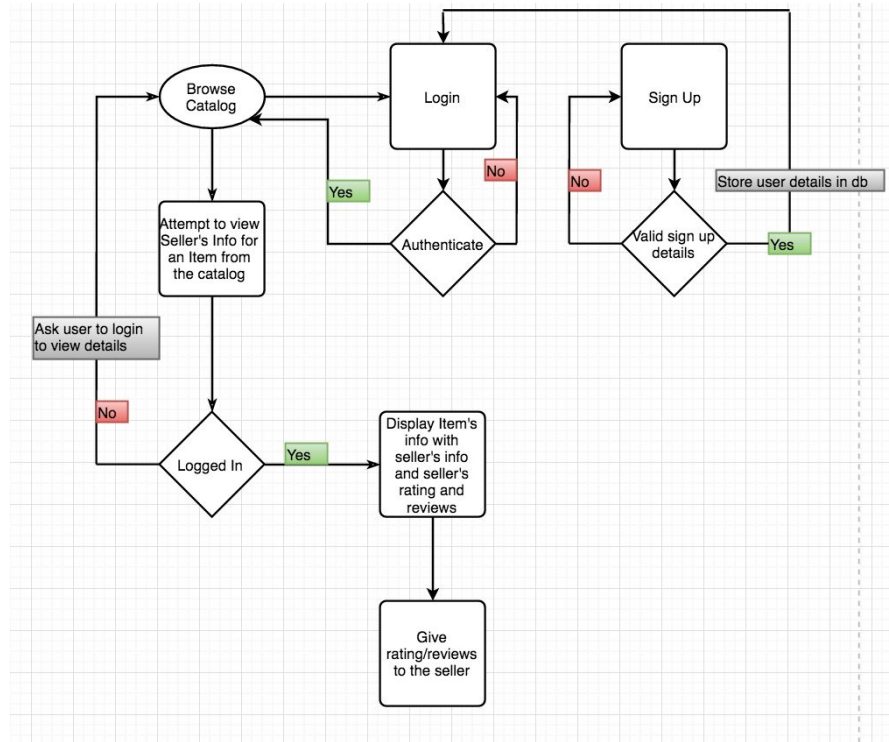 Browse
Catalog
Login
Sign Up
No
Yes
No
Store user details in db
Attempt to view
Seller's Info for
an Item from
the catalog
Authenticate
Valid sign up
details
Yes
Ask user to login
to view details
No
Logged In
Yes
Display Item's
info with
seller's info
and seller's
rating and
reviews
Give
rating/reviews
to the seller